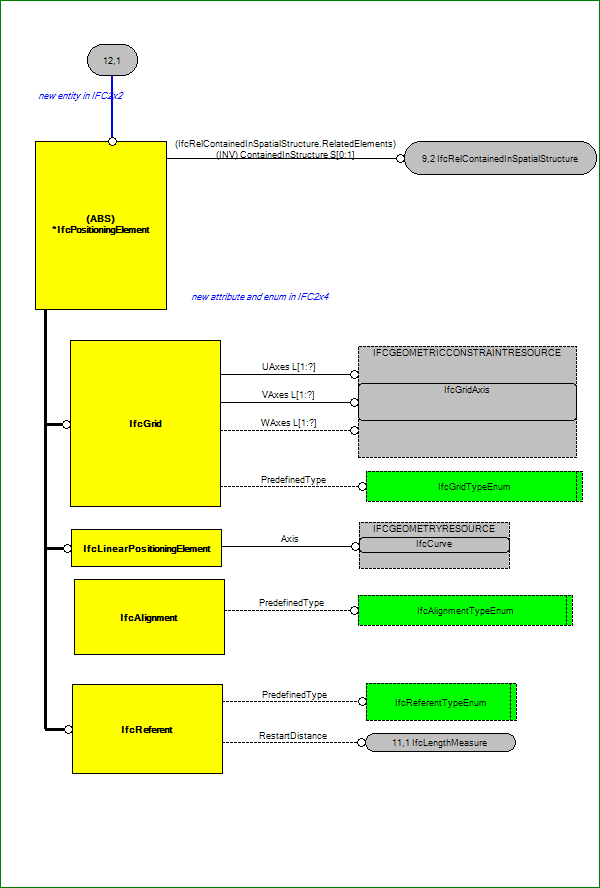 12,1
new entity in IFC2x2
(IfcRelContainedInSpatialStructure.RelatedElements)
(INV) ContainedInStructure S[0:1]
9,2 IfcRelContainedInSpatialStructure
(ABS)
*IfcPositioningElement
new attribute and enum in IFC2x4
IFCGEOMETRICCONSTRAINTRESOURCE
UAxes L[1:?]
IfcGridAxis
VAxes L[1:?]
IfcGrid
WAxes L[1:?]
PredefinedType
IfcGridTypeEnum
IFCGEOMETRYRESOURCE
IfcLinearPositioningElement
Axis
IfcCurve
PredefinedType
IfcAlignmentTypeEnum
IfcAlignment
PredefinedType
IfcReferentTypeEnum
IfcReferent
RestartDistance
11,1 IfcLengthMeasure